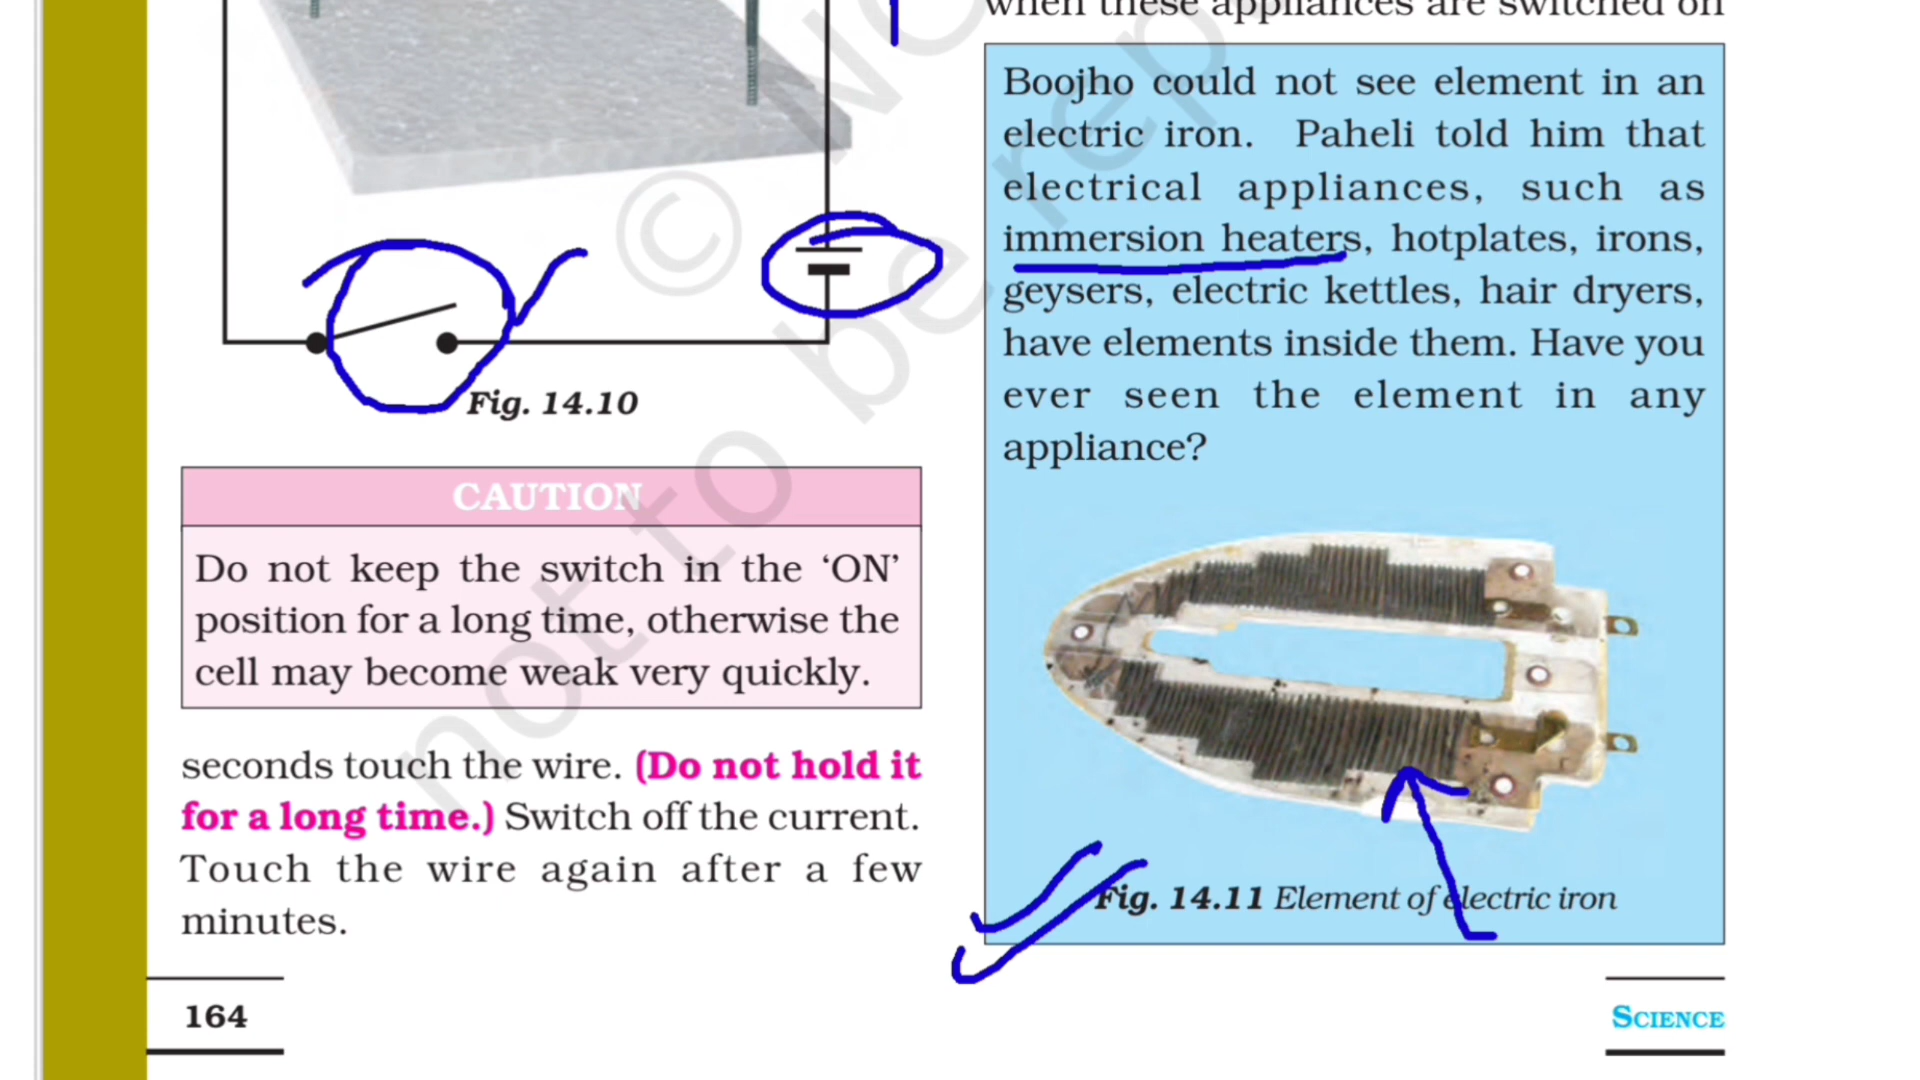 Fig. 14.10
CAUTION
Do not keep the switch in the ‘ON’
position for a long time, otherwise the
cell may become weak very quickly.
seconds touch the wire. (Do not hold it
for a long time.) Switch off the current.
Touch the wire again after a few
minutes.
164
when these appliances are switched on
Boojho could not see element in an
electric iron. Paheli told him that
electrical appliances, such as
immersion heaters, hotplates, irons,
geysers, electric kettles, hair dryers,
have elements inside them. Have you
ever seen the element in any
appliance?
Fig. 14.11 Element of electric iron
SCIENCE
©
not to be rep